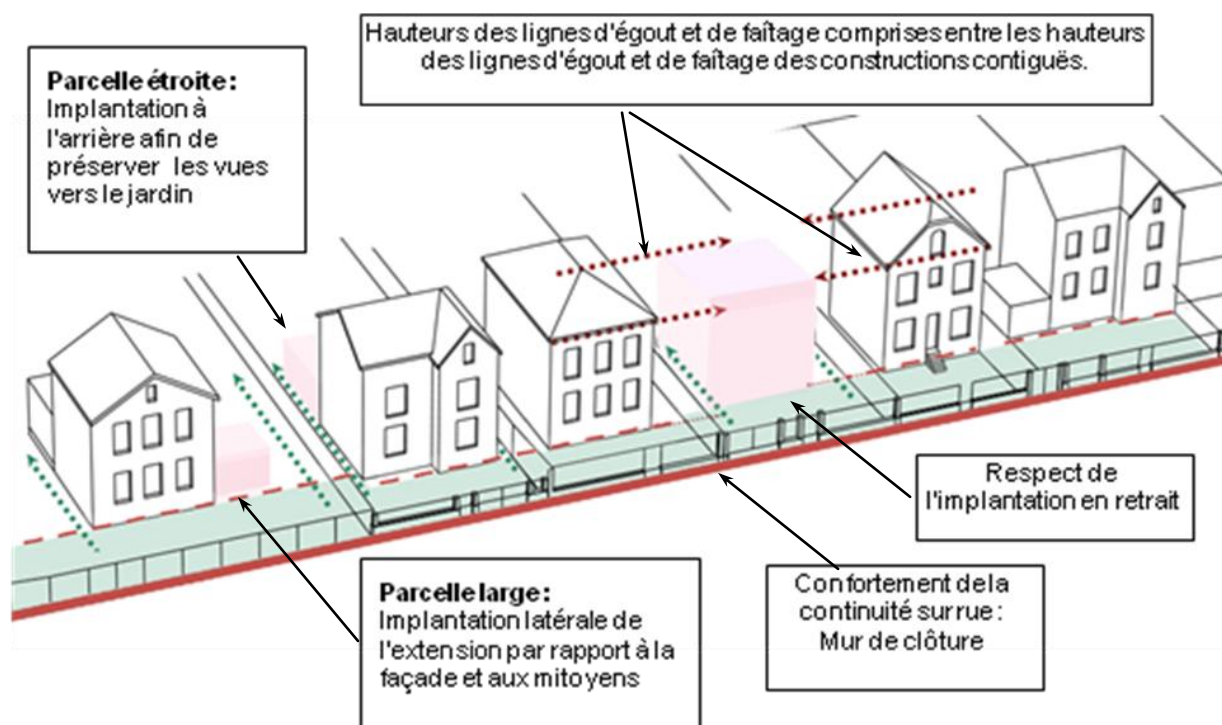 Hauteurs des lignes d'égout et de faîtage comprises entre les hauteurs
des lignes d'égout et de faîtage des constructions contiguës.
Parcelle étroite :
Implantation à
l'arrière afin de
préserver les vues
vers le jardin
Respect de
l'implantation en retrait
Parcelle large :
Implantation latérale de
l'extension par rapport à la
façade et aux mitoyens
Confortement de la
continuité sur rue :
Mur de clôture